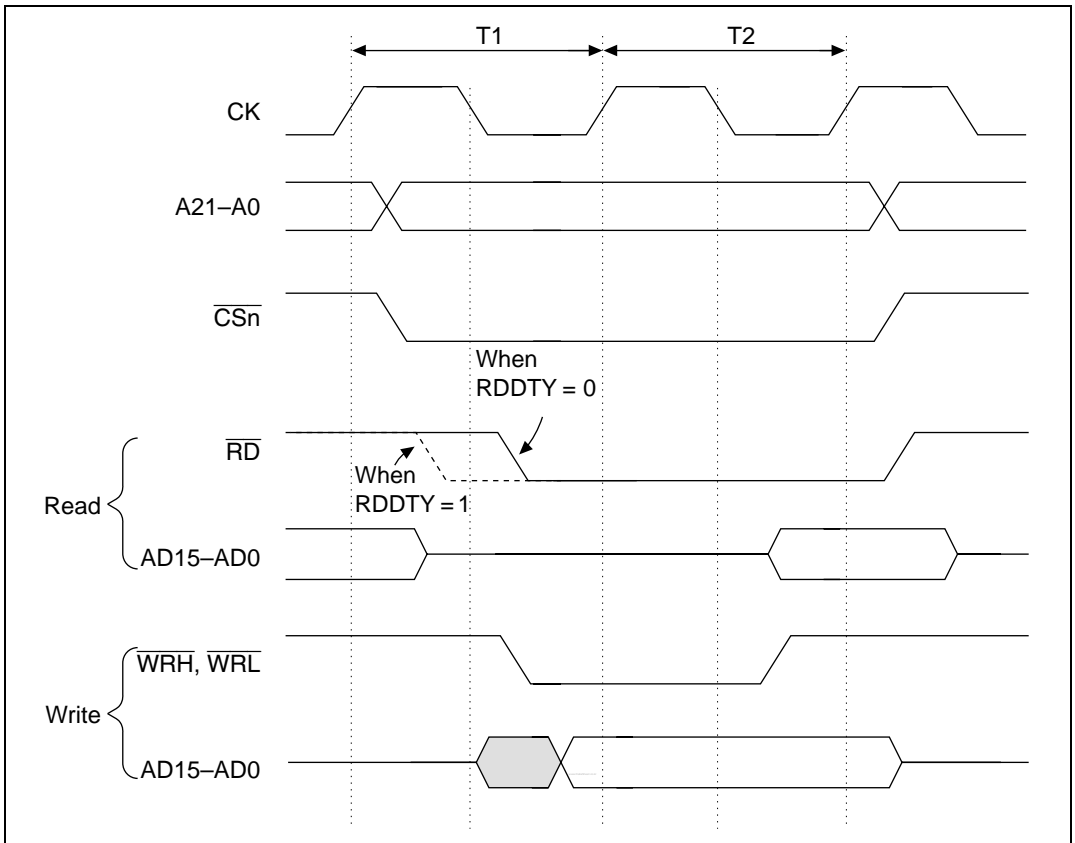 T1 T2
CK
A21–A0
CSn
When
RDDTY = 0
RD
When
RDDTY = 1
Read
AD15–AD0
WRH, WRL
Write
AD15–AD0